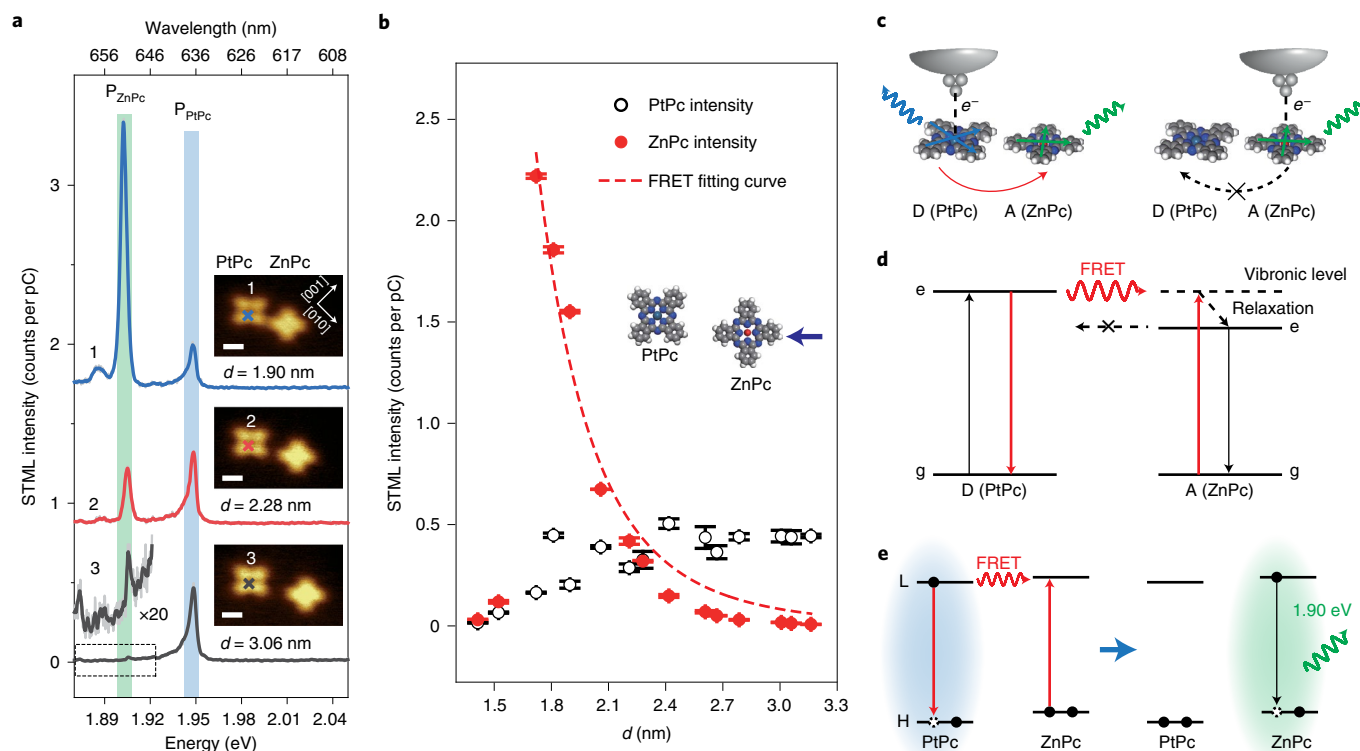 a
Wavelength (nm)
656 646 636 626 617 608
P_ZnPc
P_PtPc
STML intensity (counts per pC)
3
2
1
0
PtPc ZnPc
1
[001]
[010]
d = 1.90 nm
1
2
d = 2.28 nm
2
3
d = 3.06 nm
3
×20
1.89 1.92 1.95 1.98 2.01 2.04
Energy (eV)
b
STML intensity (counts per pC)
2.5
2.0
1.5
1.0
0.5
0
PtPc intensity
ZnPc intensity
FRET fitting curve
PtPc
ZnPc
1.5 1.8 2.1 2.4 2.7 3.0 3.3
d (nm)
c
e⁻ e⁻
D (PtPc) A (ZnPc) D (PtPc) A (ZnPc)
d
FRET
Vibronic level
Relaxation
e e
g g
D (PtPc) A (ZnPc)
e
L
FRET
1.90 eV
H
PtPc ZnPc PtPc ZnPc